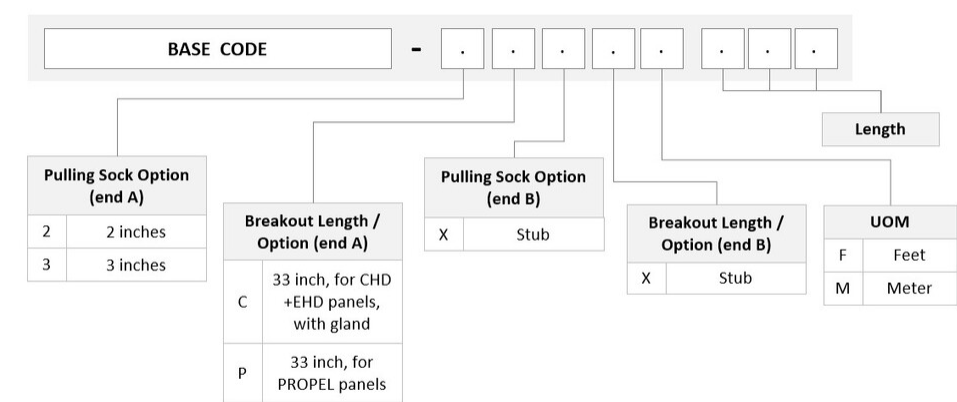 BASE CODE - . . . . . . . .
Length
Pulling Sock Option
(end A)
2 2 inches
3 3 inches
Breakout Length /
Option (end A)
C 33 inch, for CHD
+EHD panels,
with gland
P 33 inch, for
PROPEL panels
Pulling Sock Option
(end B)
X Stub
Breakout Length /
Option (end B)
X Stub
UOM
F Feet
M Meter